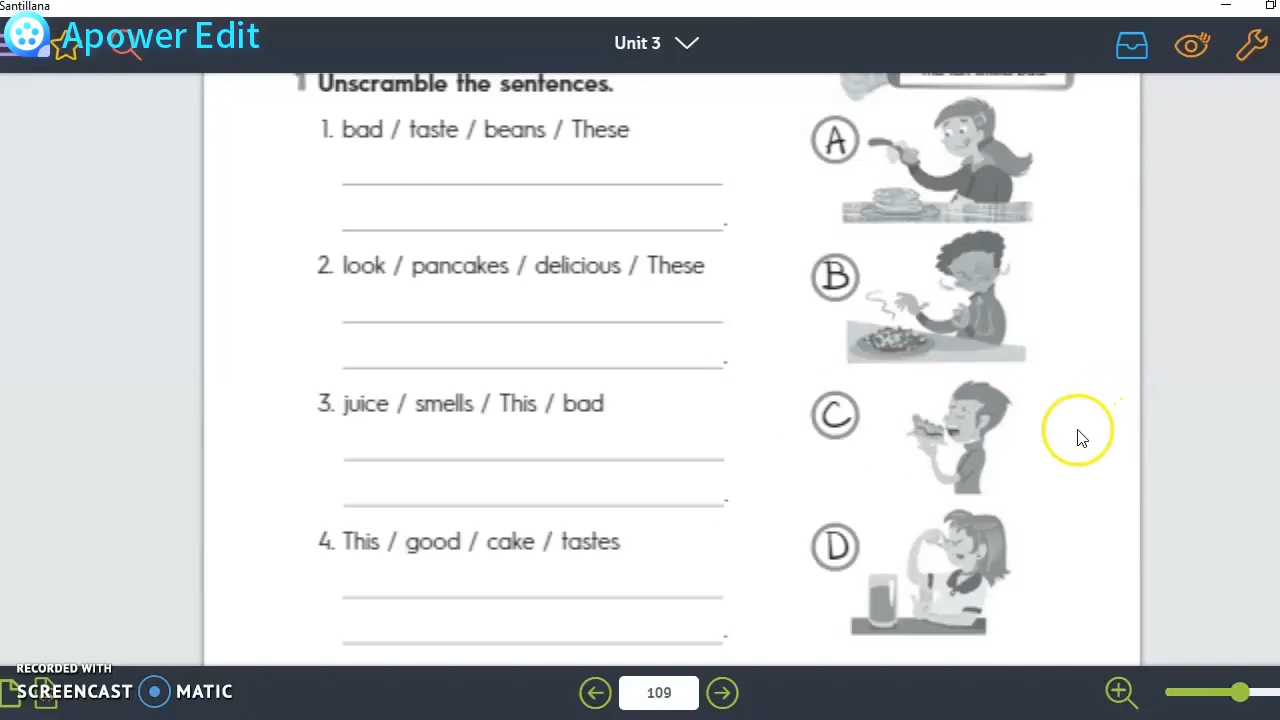 Santillana
Apower Edit
Unit 3
1 Unscramble the sentences.
1. bad / taste / beans / These
A
2. look / pancakes / delicious / These
B
3. juice / smells / This / bad
C
4. This / good / cake / tastes
D
RECORDED WITH
SCREENCAST MATIC
109